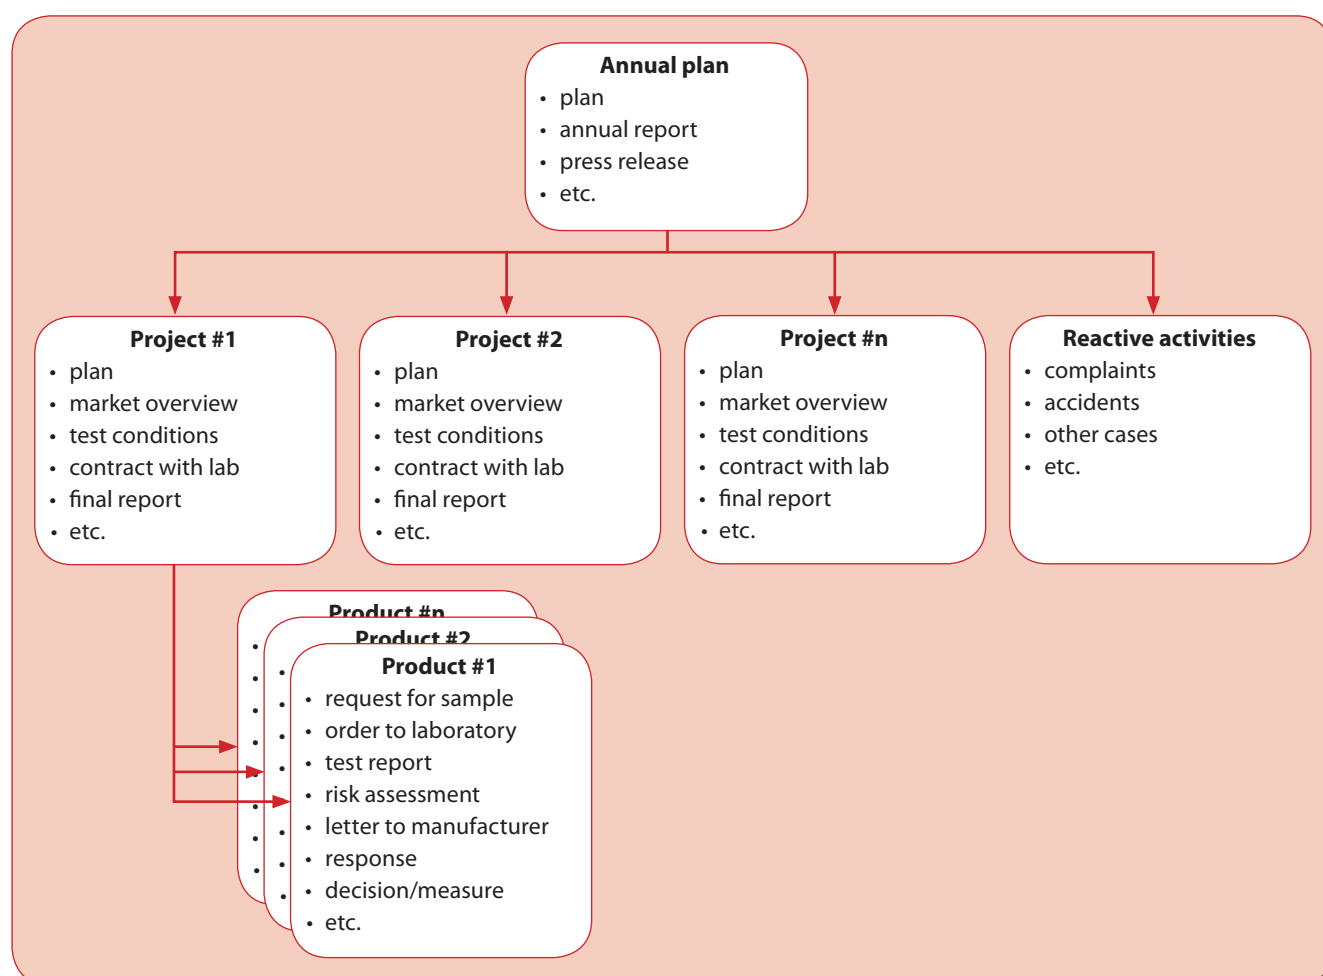 Annual plan
• plan
• annual report
• press release
• etc.
Project #1
• plan
• market overview
• test conditions
• contract with lab
• final report
• etc.
Project #2
• plan
• market overview
• test conditions
• contract with lab
• final report
• etc.
Project #n
• plan
• market overview
• test conditions
• contract with lab
• final report
• etc.
Reactive activities
• complaints
• accidents
• other cases
• etc.
Product #n
Product #2
Product #1
• request for sample
• order to laboratory
• test report
• risk assessment
• letter to manufacturer
• response
• decision/measure
• etc.